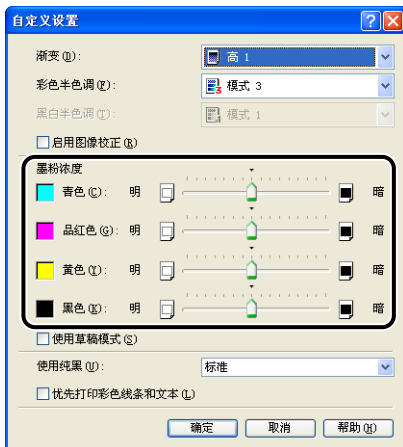 自定义设置
渐变(D): 高 1
彩色半色调(F): 模式 3
黑白半色调(T): 模式 1
启用图像校正(R)
墨粉浓度
青色(C): 明 暗
品红色(G): 明 暗
黄色(Y): 明 暗
黑色(K): 明 暗
使用草稿模式(S)
使用纯黑(U): 标准
优先打印彩色线条和文本(L)
确定 取消 帮助(H)